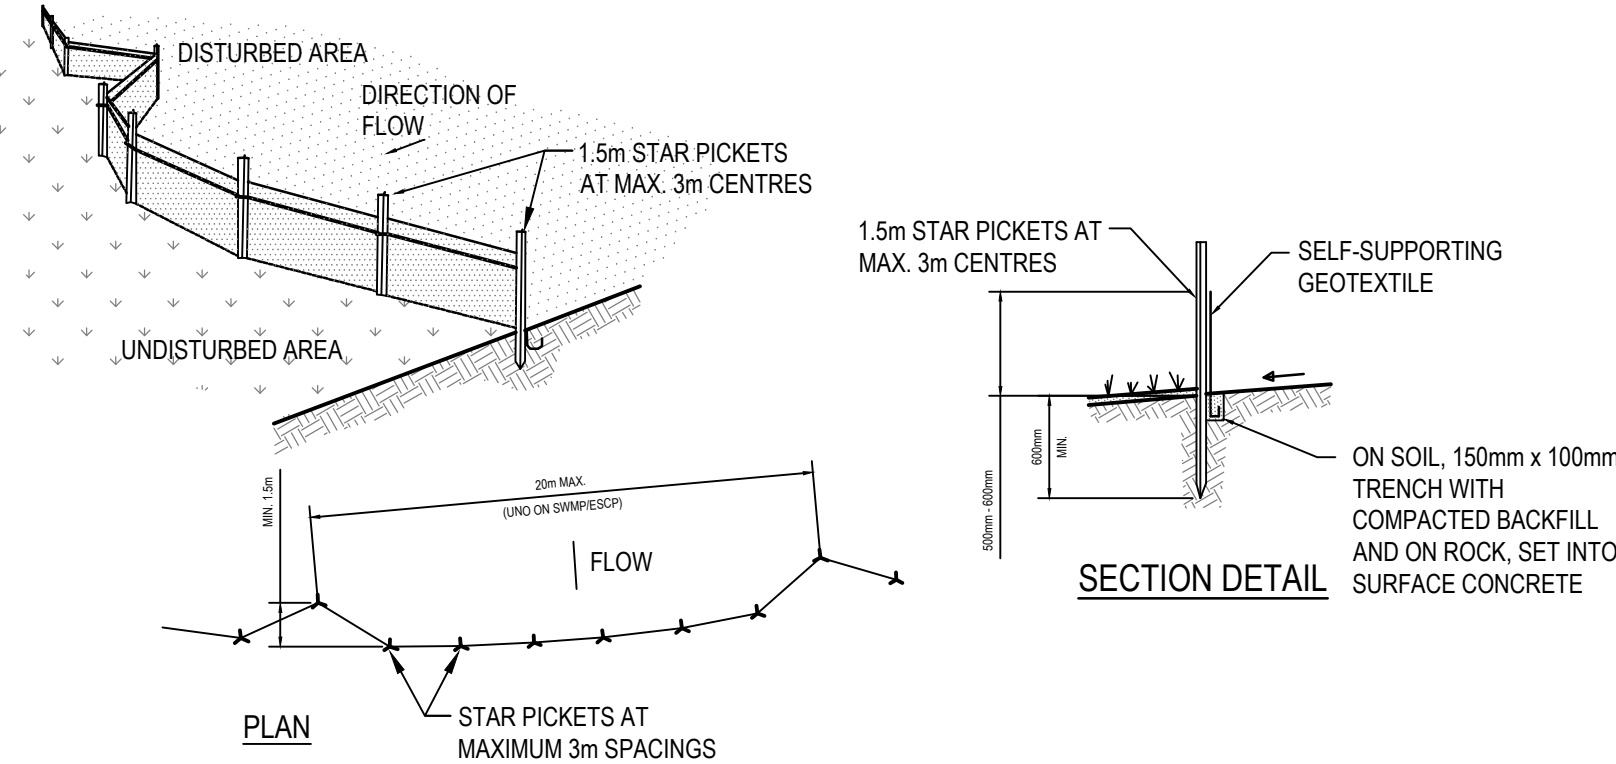 DISTURBED AREA
DIRECTION OF
FLOW
1.5m STAR PICKETS
AT MAX. 3m CENTRES
UNDISTURBED AREA
1.5m STAR PICKETS AT
MAX. 3m CENTRES
SELF-SUPPORTING
GEOTEXTILE
600mm
MIN.
500mm - 600mm
ON SOIL, 150mm x 100mm
TRENCH WITH
COMPACTED BACKFILL
AND ON ROCK, SET INTO
SURFACE CONCRETE
SECTION DETAIL
MIN. 1.5m
20m MAX.
(UNO ON SWMP/ESCP)
FLOW
STAR PICKETS AT
MAXIMUM 3m SPACINGS
PLAN